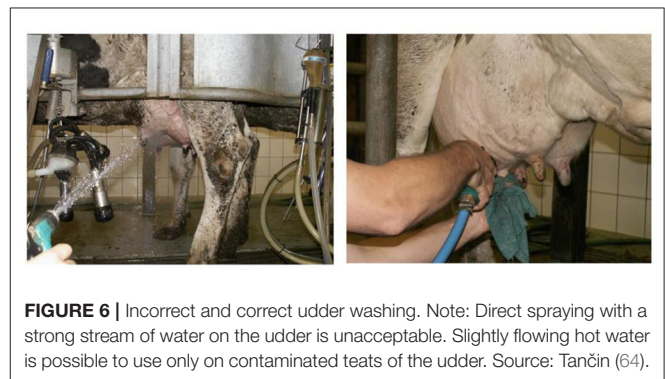 FIGURE 6 | Incorrect and correct udder washing. Note: Direct spraying with a
strong stream of water on the udder is unacceptable. Slightly flowing hot water
is possible to use only on contaminated teats of the udder. Source: Tančin (64).